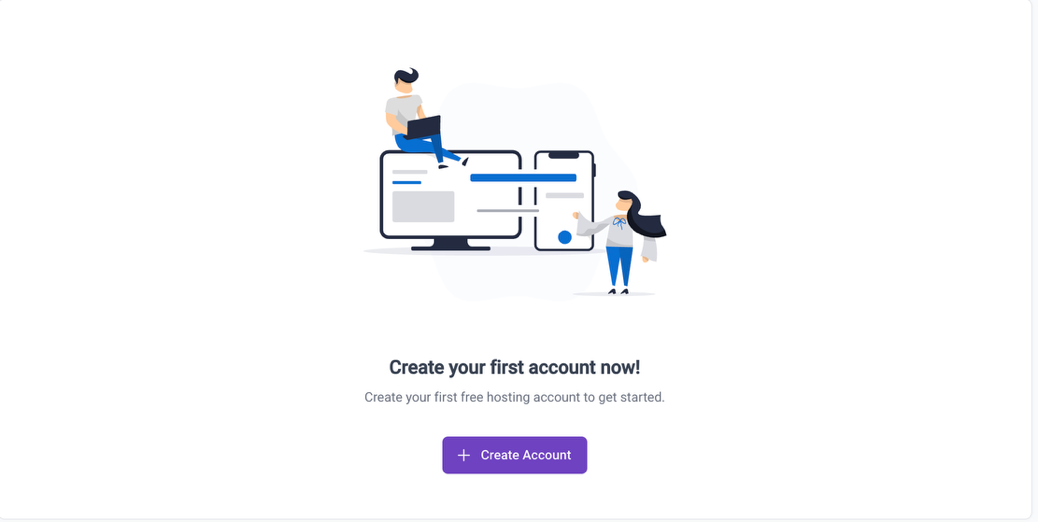 Create your first account now!
Create your first free hosting account to get started.
Create Account